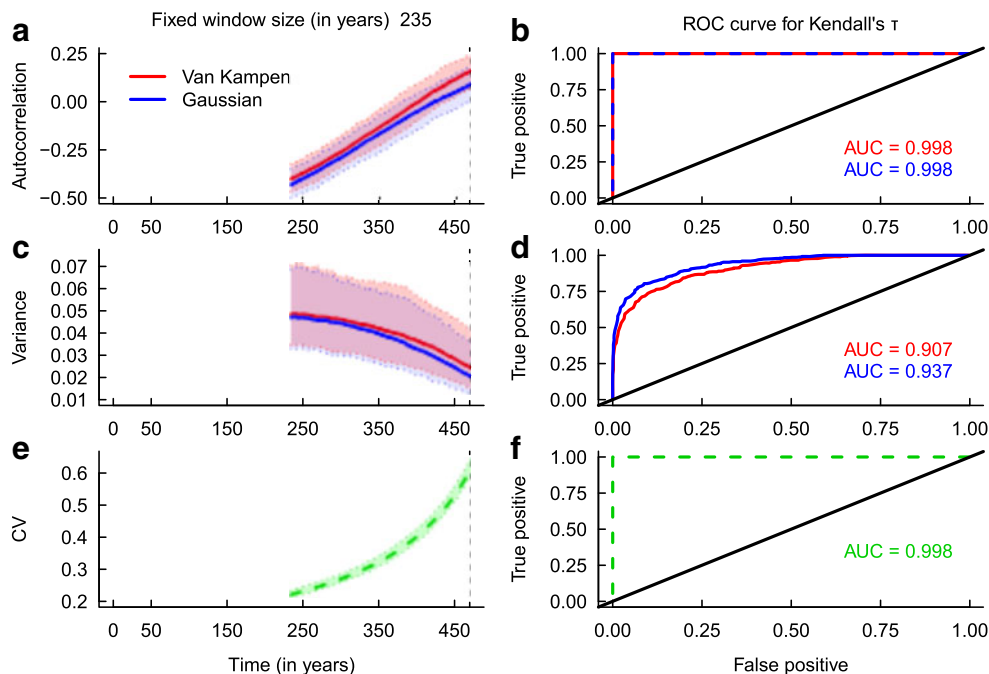 a
Fixed window size (in years) 235
Autocorrelation
0.25
0.00
−0.25
−0.50
Van Kampen
Gaussian
0 50 150 250 350 450
b
ROC curve for Kendall's τ
True positive
1.00
0.75
0.50
0.25
0.00
AUC = 0.998
AUC = 0.998
0.00 0.25 0.50 0.75 1.00
c
Variance
0.07
0.06
0.05
0.04
0.03
0.02
0.01
0 50 150 250 350 450
d
True positive
1.00
0.75
0.50
0.25
0.00
AUC = 0.907
AUC = 0.937
0.00 0.25 0.50 0.75 1.00
e
CV
0.6
0.5
0.4
0.3
0.2
0 50 150 250 350 450
Time (in years)
f
True positive
1.00
0.75
0.50
0.25
0.00
AUC = 0.998
0.00 0.25 0.50 0.75 1.00
False positive